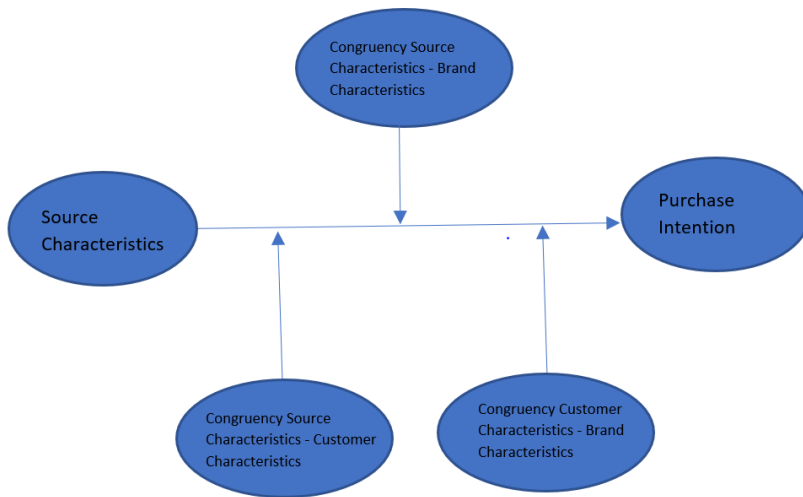 Congruency Source
Characteristics - Brand
Characteristics
Source
Characteristics
Purchase
Intention
Congruency Source
Characteristics - Customer
Characteristics
Congruency Customer
Characteristics - Brand
Characteristics